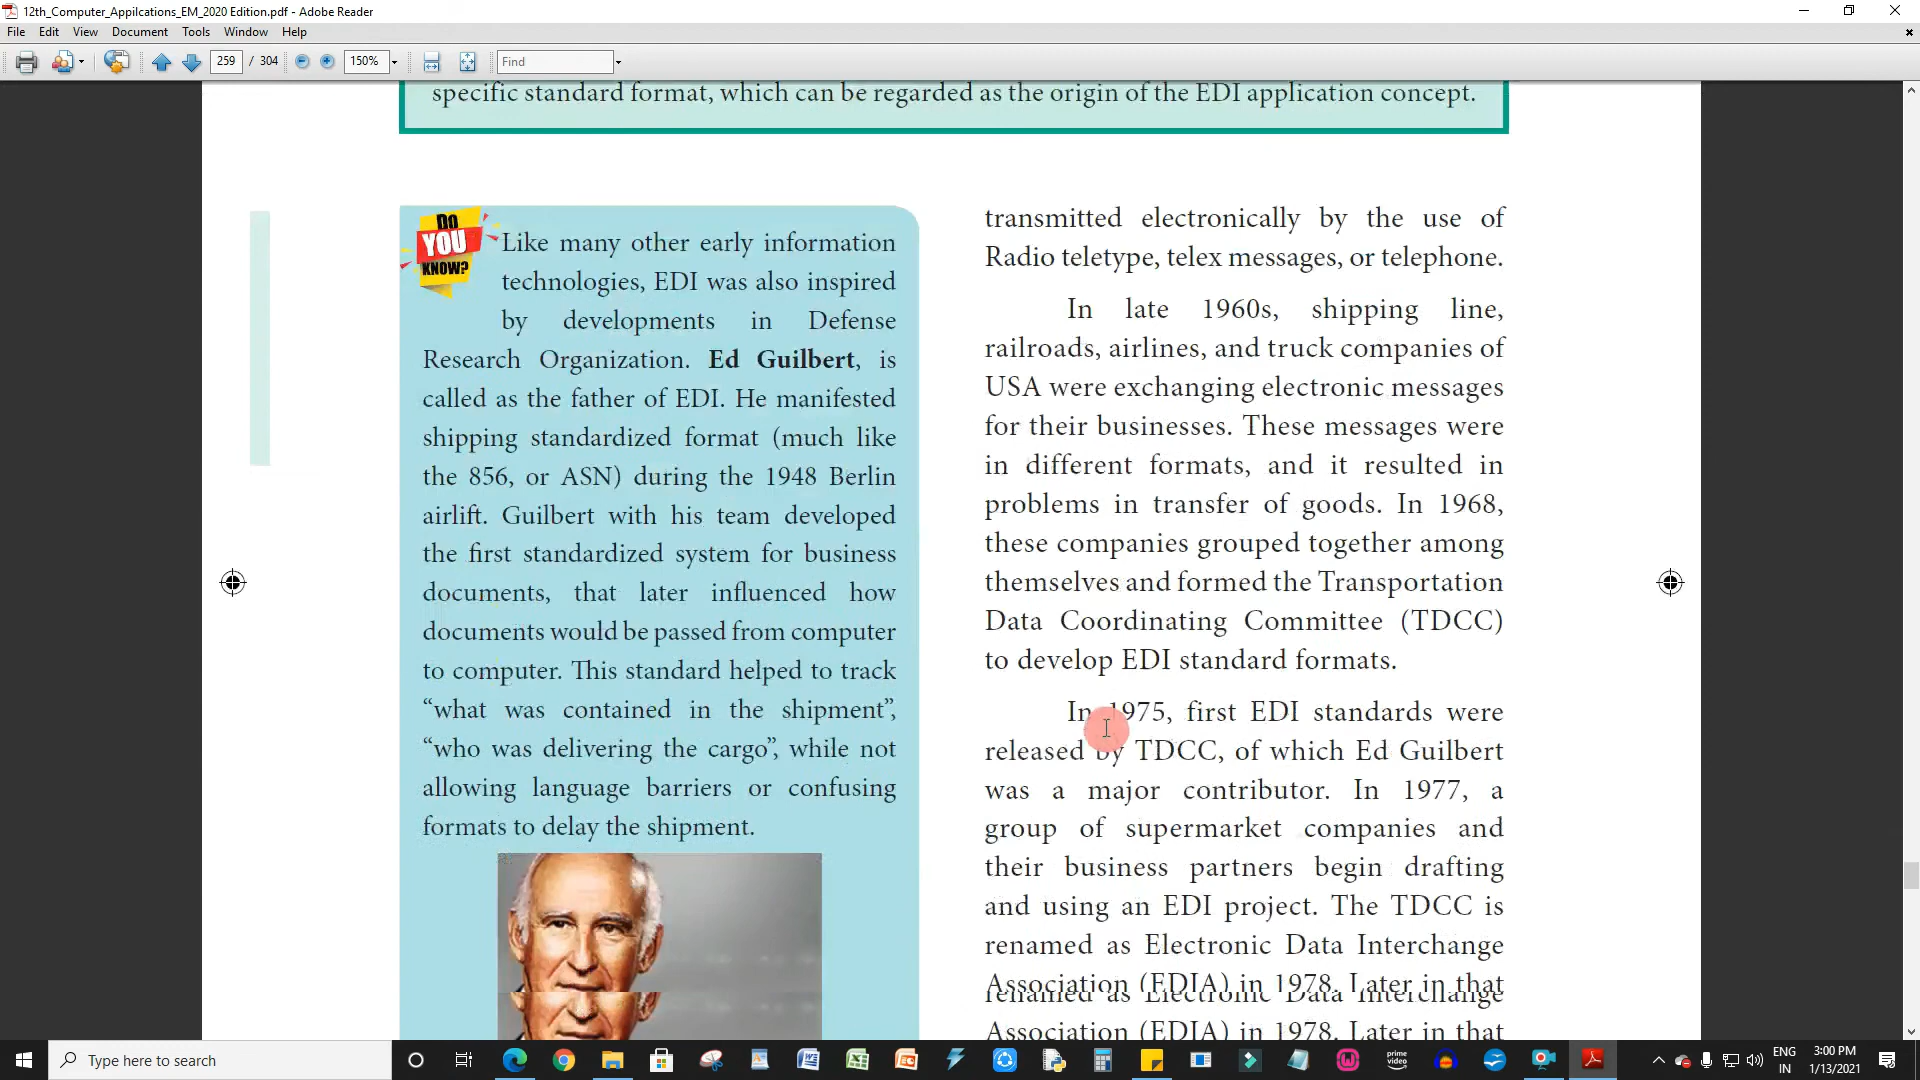 12th_Computer_Appilcations_EM_2020 Edition.pdf - Adobe Reader
File Edit View Document Tools Window Help
259 / 304 150% Find
specific standard format, which can be regarded as the origin of the EDI application concept.
DO
YOU
KNOW?
Like many other early information
technologies, EDI was also inspired
by developments in Defense
Research Organization. Ed Guilbert, is
called as the father of EDI. He manifested
shipping standardized format (much like
the 856, or ASN) during the 1948 Berlin
airlift. Guilbert with his team developed
the first standardized system for business
documents, that later influenced how
documents would be passed from computer
to computer. This standard helped to track
“what was contained in the shipment”,
“who was delivering the cargo”, while not
allowing language barriers or confusing
formats to delay the shipment.
transmitted electronically by the use of
Radio teletype, telex messages, or telephone.
In late 1960s, shipping line,
railroads, airlines, and truck companies of
USA were exchanging electronic messages
for their businesses. These messages were
in different formats, and it resulted in
problems in transfer of goods. In 1968,
these companies grouped together among
themselves and formed the Transportation
Data Coordinating Committee (TDCC)
to develop EDI standard formats.
In 1975, first EDI standards were
released by TDCC, of which Ed Guilbert
was a major contributor. In 1977, a
group of supermarket companies and
their business partners begin drafting
and using an EDI project. The TDCC is
renamed as Electronic Data Interchange
Association (EDIA) in 1978. Later in that
renamed as Electronic Data Interchange
Association (EDIA) in 1978. Later in that
Type here to search
prime
video
ENG
IN
3:00 PM
1/13/2021